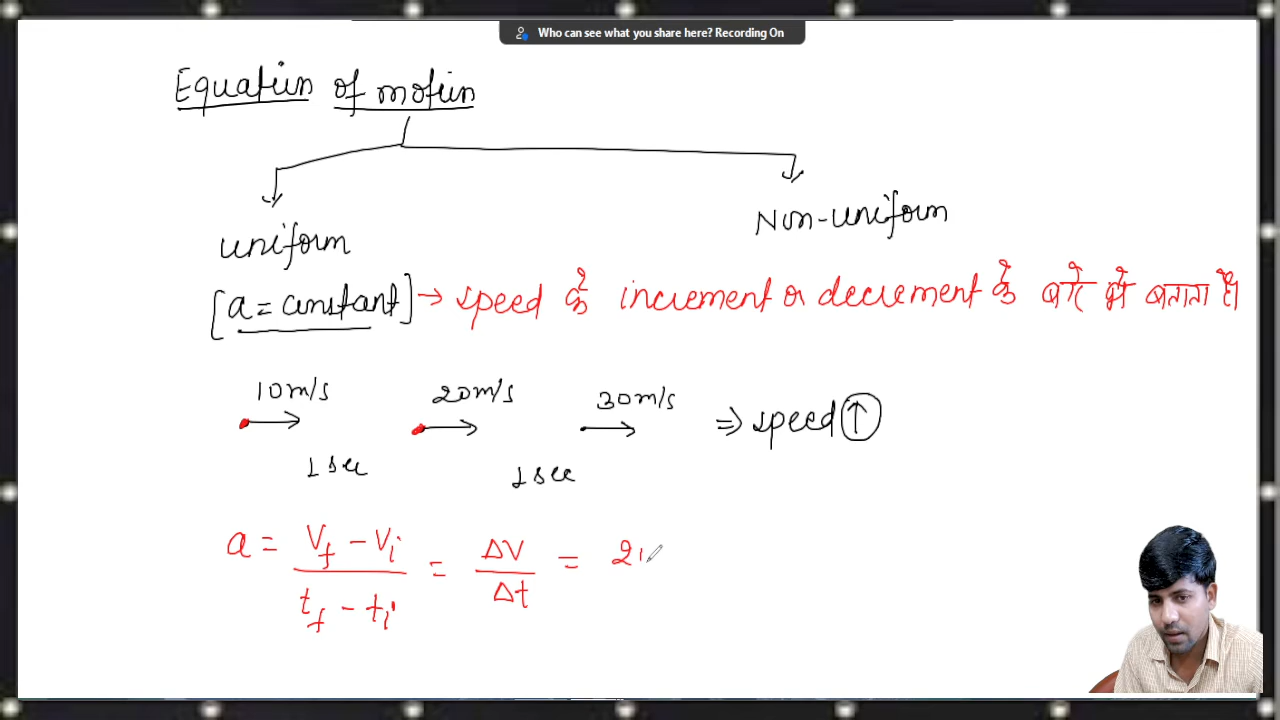 Who can see what you share here? Recording On
Equation of motion
uniform
Non-uniform
[a = constant] → speed के increment or decrement के बारे में बताता है।
10m/s 20m/s 30m/s ⇒ speed ↑
1 sec 1 sec
a = (Vf - Vi) / (tf - ti) = ΔV / Δt = 2